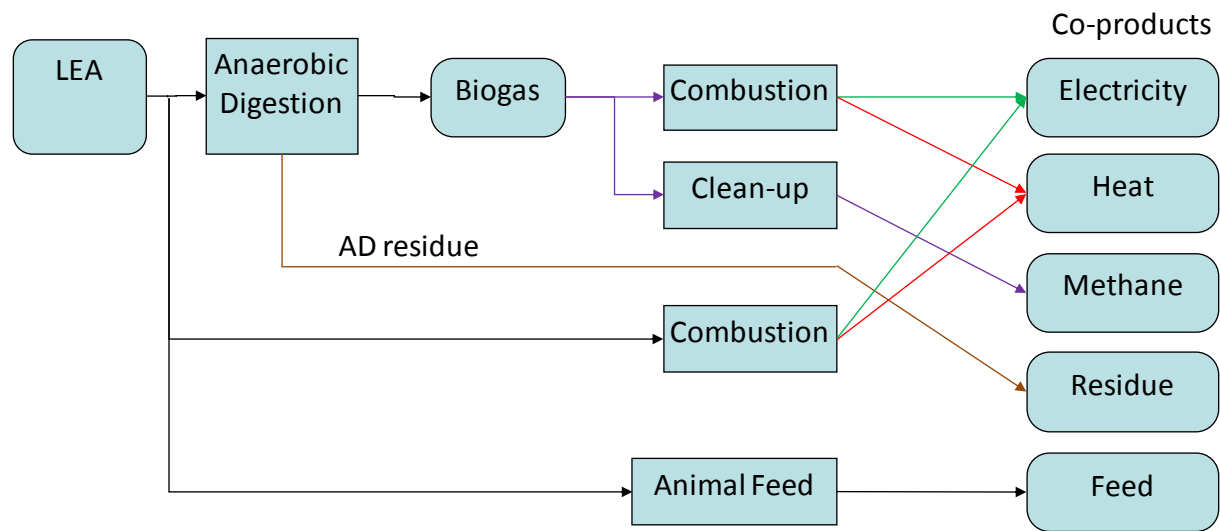 Co-products
LEA
Anaerobic
Digestion
Biogas
Combustion
Electricity
Clean-up
Heat
AD residue
Methane
Combustion
Residue
Animal Feed
Feed